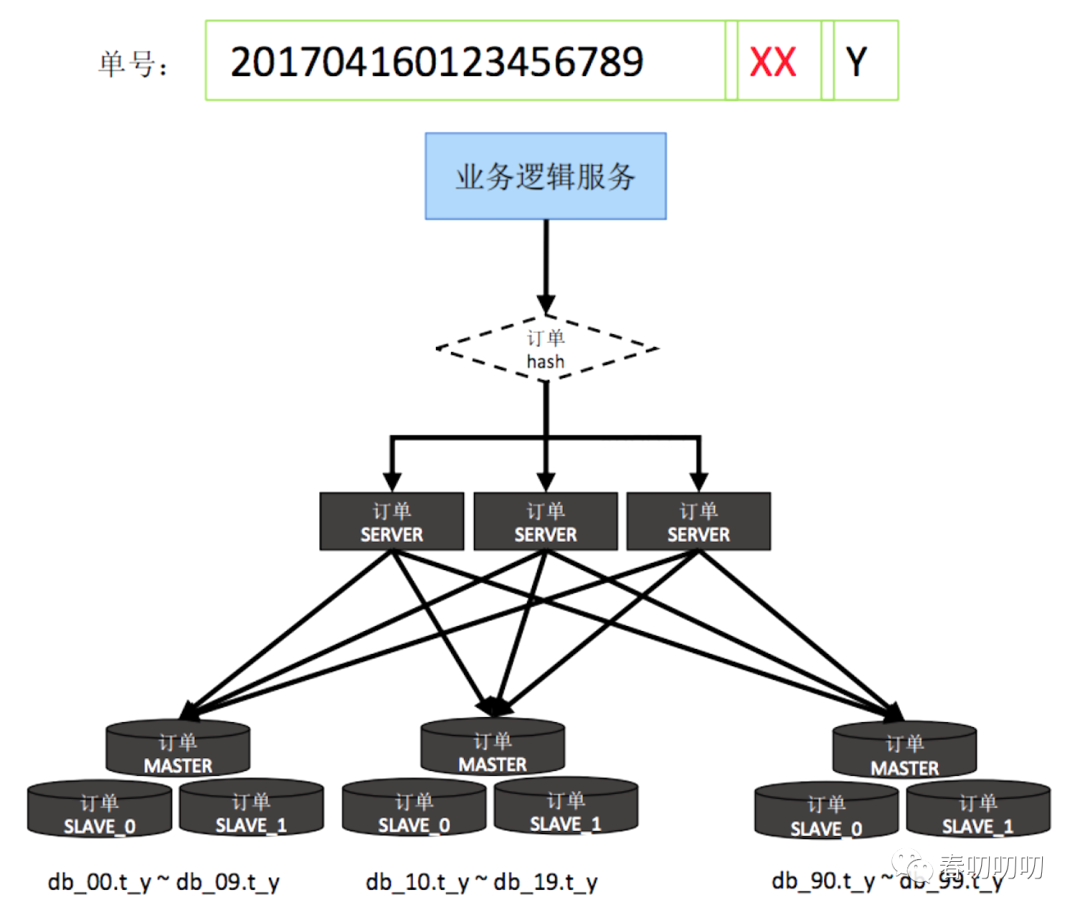 单号： 201704160123456789 XX Y
业务逻辑服务
订单
hash
订单 订单 订单
SERVER SERVER SERVER
订单
MASTER
订单
SLAVE_0
订单
SLAVE_1
db_00.t_y ~ db_09.t_y
订单
MASTER
订单
SLAVE_0
订单
SLAVE_1
db_10.t_y ~ db_19.t_y
订单
MASTER
订单
SLAVE_0
订单
SLAVE_1
db_90.t_y ~ db_99.t_y
春叨叨叨